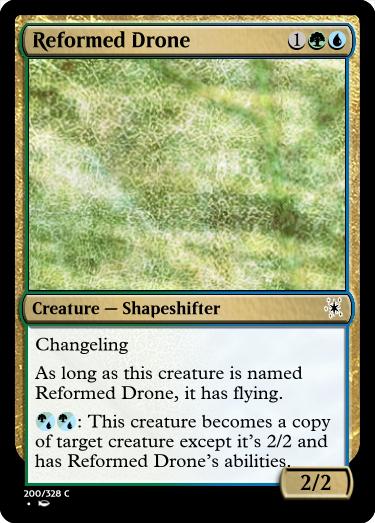 Reformed Drone 1
Creature — Shapeshifter
Changeling
As long as this creature is named
Reformed Drone, it has flying.
: This creature becomes a copy
of target creature except it's 2/2 and
has Reformed Drone's abilities.
2/2
200/328 C